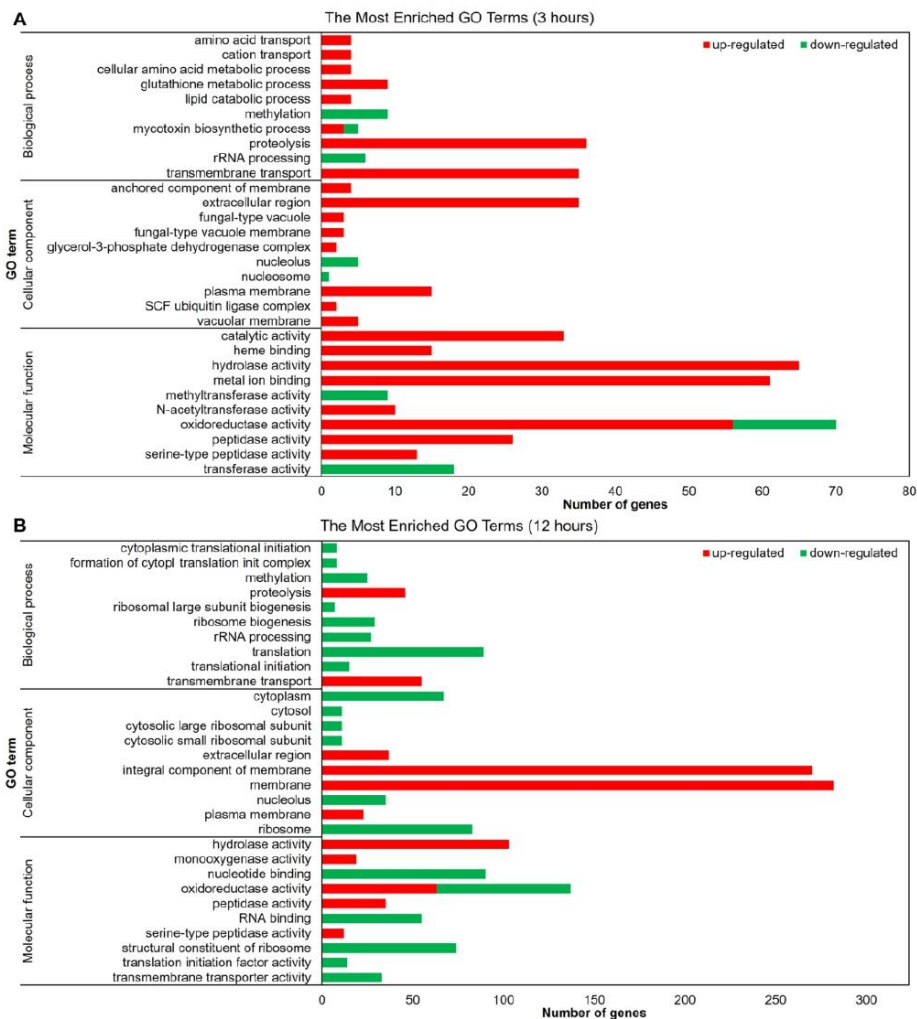 A
The Most Enriched GO Terms (3 hours)
up-regulated
down-regulated
GO term
Biological process
amino acid transport
cation transport
cellular amino acid metabolic process
glutathione metabolic process
lipid catabolic process
methylation
mycotoxin biosynthetic process
proteolysis
rRNA processing
transmembrane transport
Cellular component
anchored component of membrane
extracellular region
fungal-type vacuole
fungal-type vacuole membrane
glycerol-3-phosphate dehydrogenase complex
nucleolus
nucleosome
plasma membrane
SCF ubiquitin ligase complex
vacuolar membrane
Molecular function
catalytic activity
heme binding
hydrolase activity
metal ion binding
methyltransferase activity
N-acetyltransferase activity
oxidoreductase activity
peptidase activity
serine-type peptidase activity
transferase activity
0 10 20 30 40 50 60 70 80
Number of genes
B
The Most Enriched GO Terms (12 hours)
up-regulated
down-regulated
GO term
Biological process
cytoplasmic translational initiation
formation of cytopl translation init complex
methylation
proteolysis
ribosomal large subunit biogenesis
ribosome biogenesis
rRNA processing
translation
translational initiation
transmembrane transport
Cellular component
cytoplasm
cytosol
cytosolic large ribosomal subunit
cytosolic small ribosomal subunit
extracellular region
integral component of membrane
membrane
nucleolus
plasma membrane
ribosome
Molecular function
hydrolase activity
monooxygenase activity
nucleotide binding
oxidoreductase activity
peptidase activity
RNA binding
serine-type peptidase activity
structural constituent of ribosome
translation initiation factor activity
transmembrane transporter activity
0 50 100 150 200 250 300
Number of genes